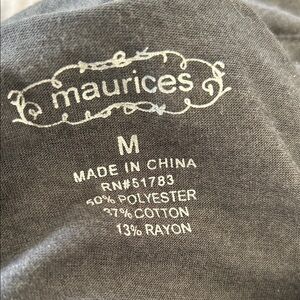 maurices
M
MADE IN CHINA
RN#51783
50% POLYESTER
37% COTTON
13% RAYON